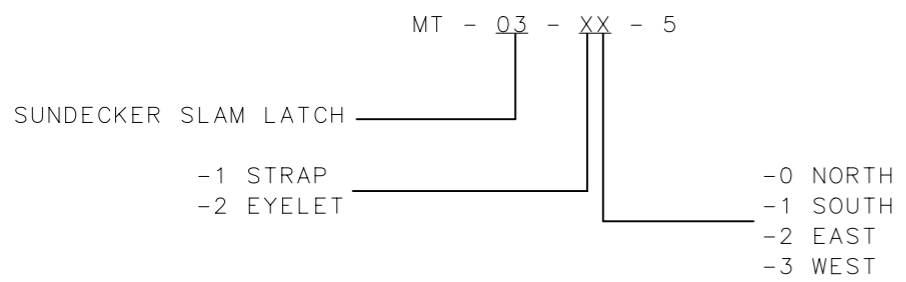 MT - 03 - XX - 5
SUNDECKER SLAM LATCH
-1 STRAP
-2 EYELET
-0 NORTH
-1 SOUTH
-2 EAST
-3 WEST